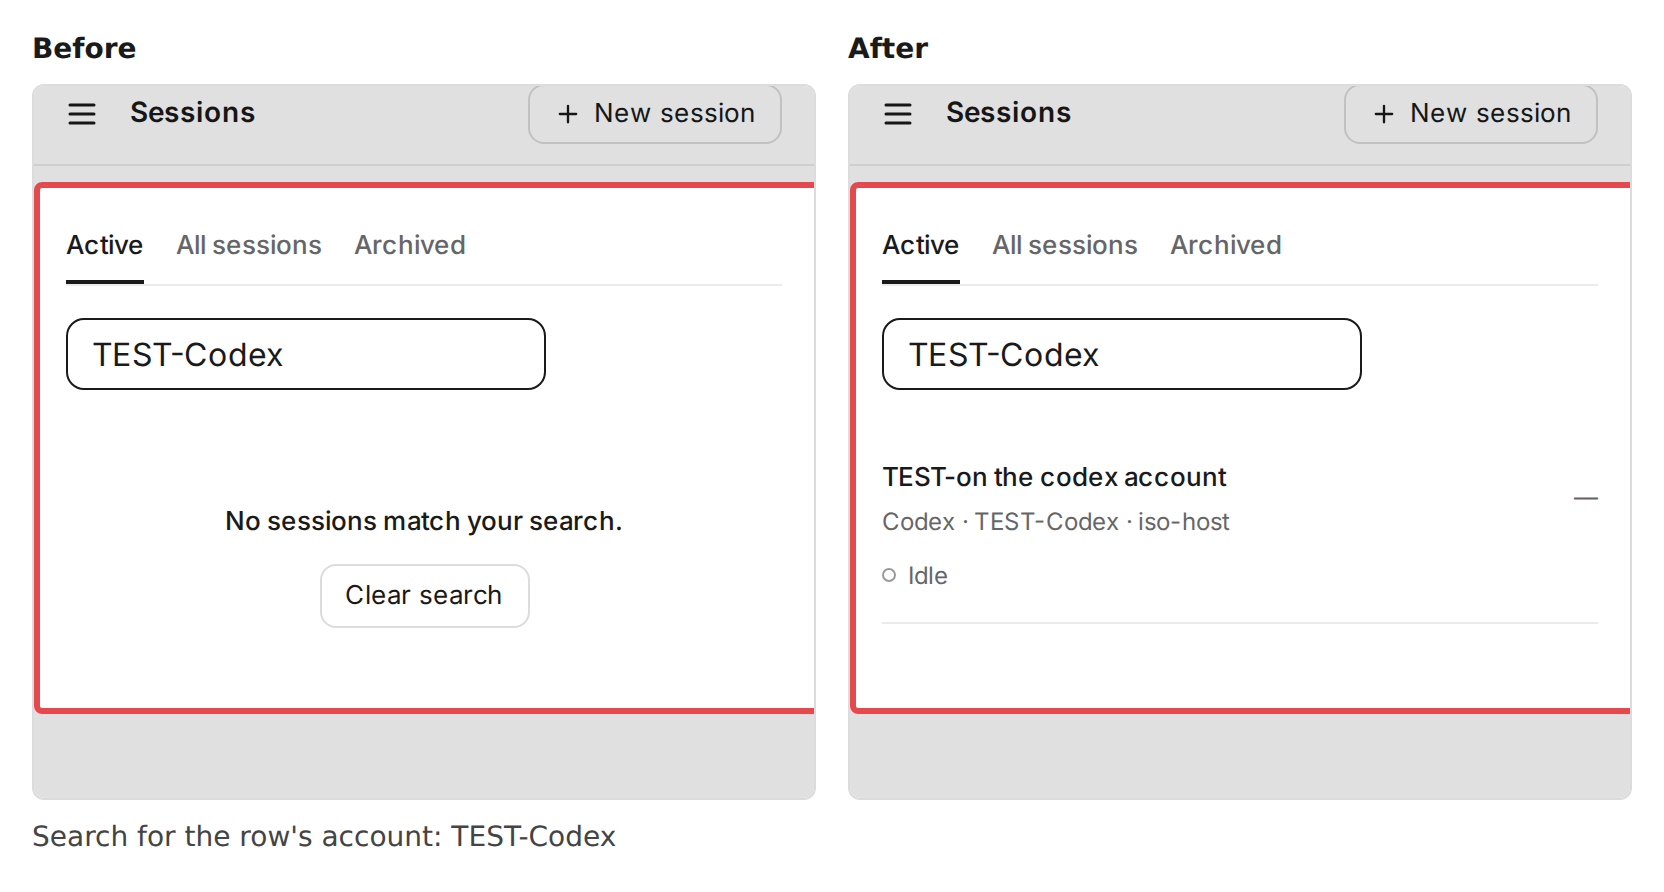 Before
Sessions
+ New session
Active All sessions Archived
TEST-Codex
No sessions match your search.
Clear search
After
Sessions
+ New session
Active All sessions Archived
TEST-Codex
TEST-on the codex account
—
Codex · TEST-Codex · iso-host
Idle
Search for the row's account: TEST-Codex